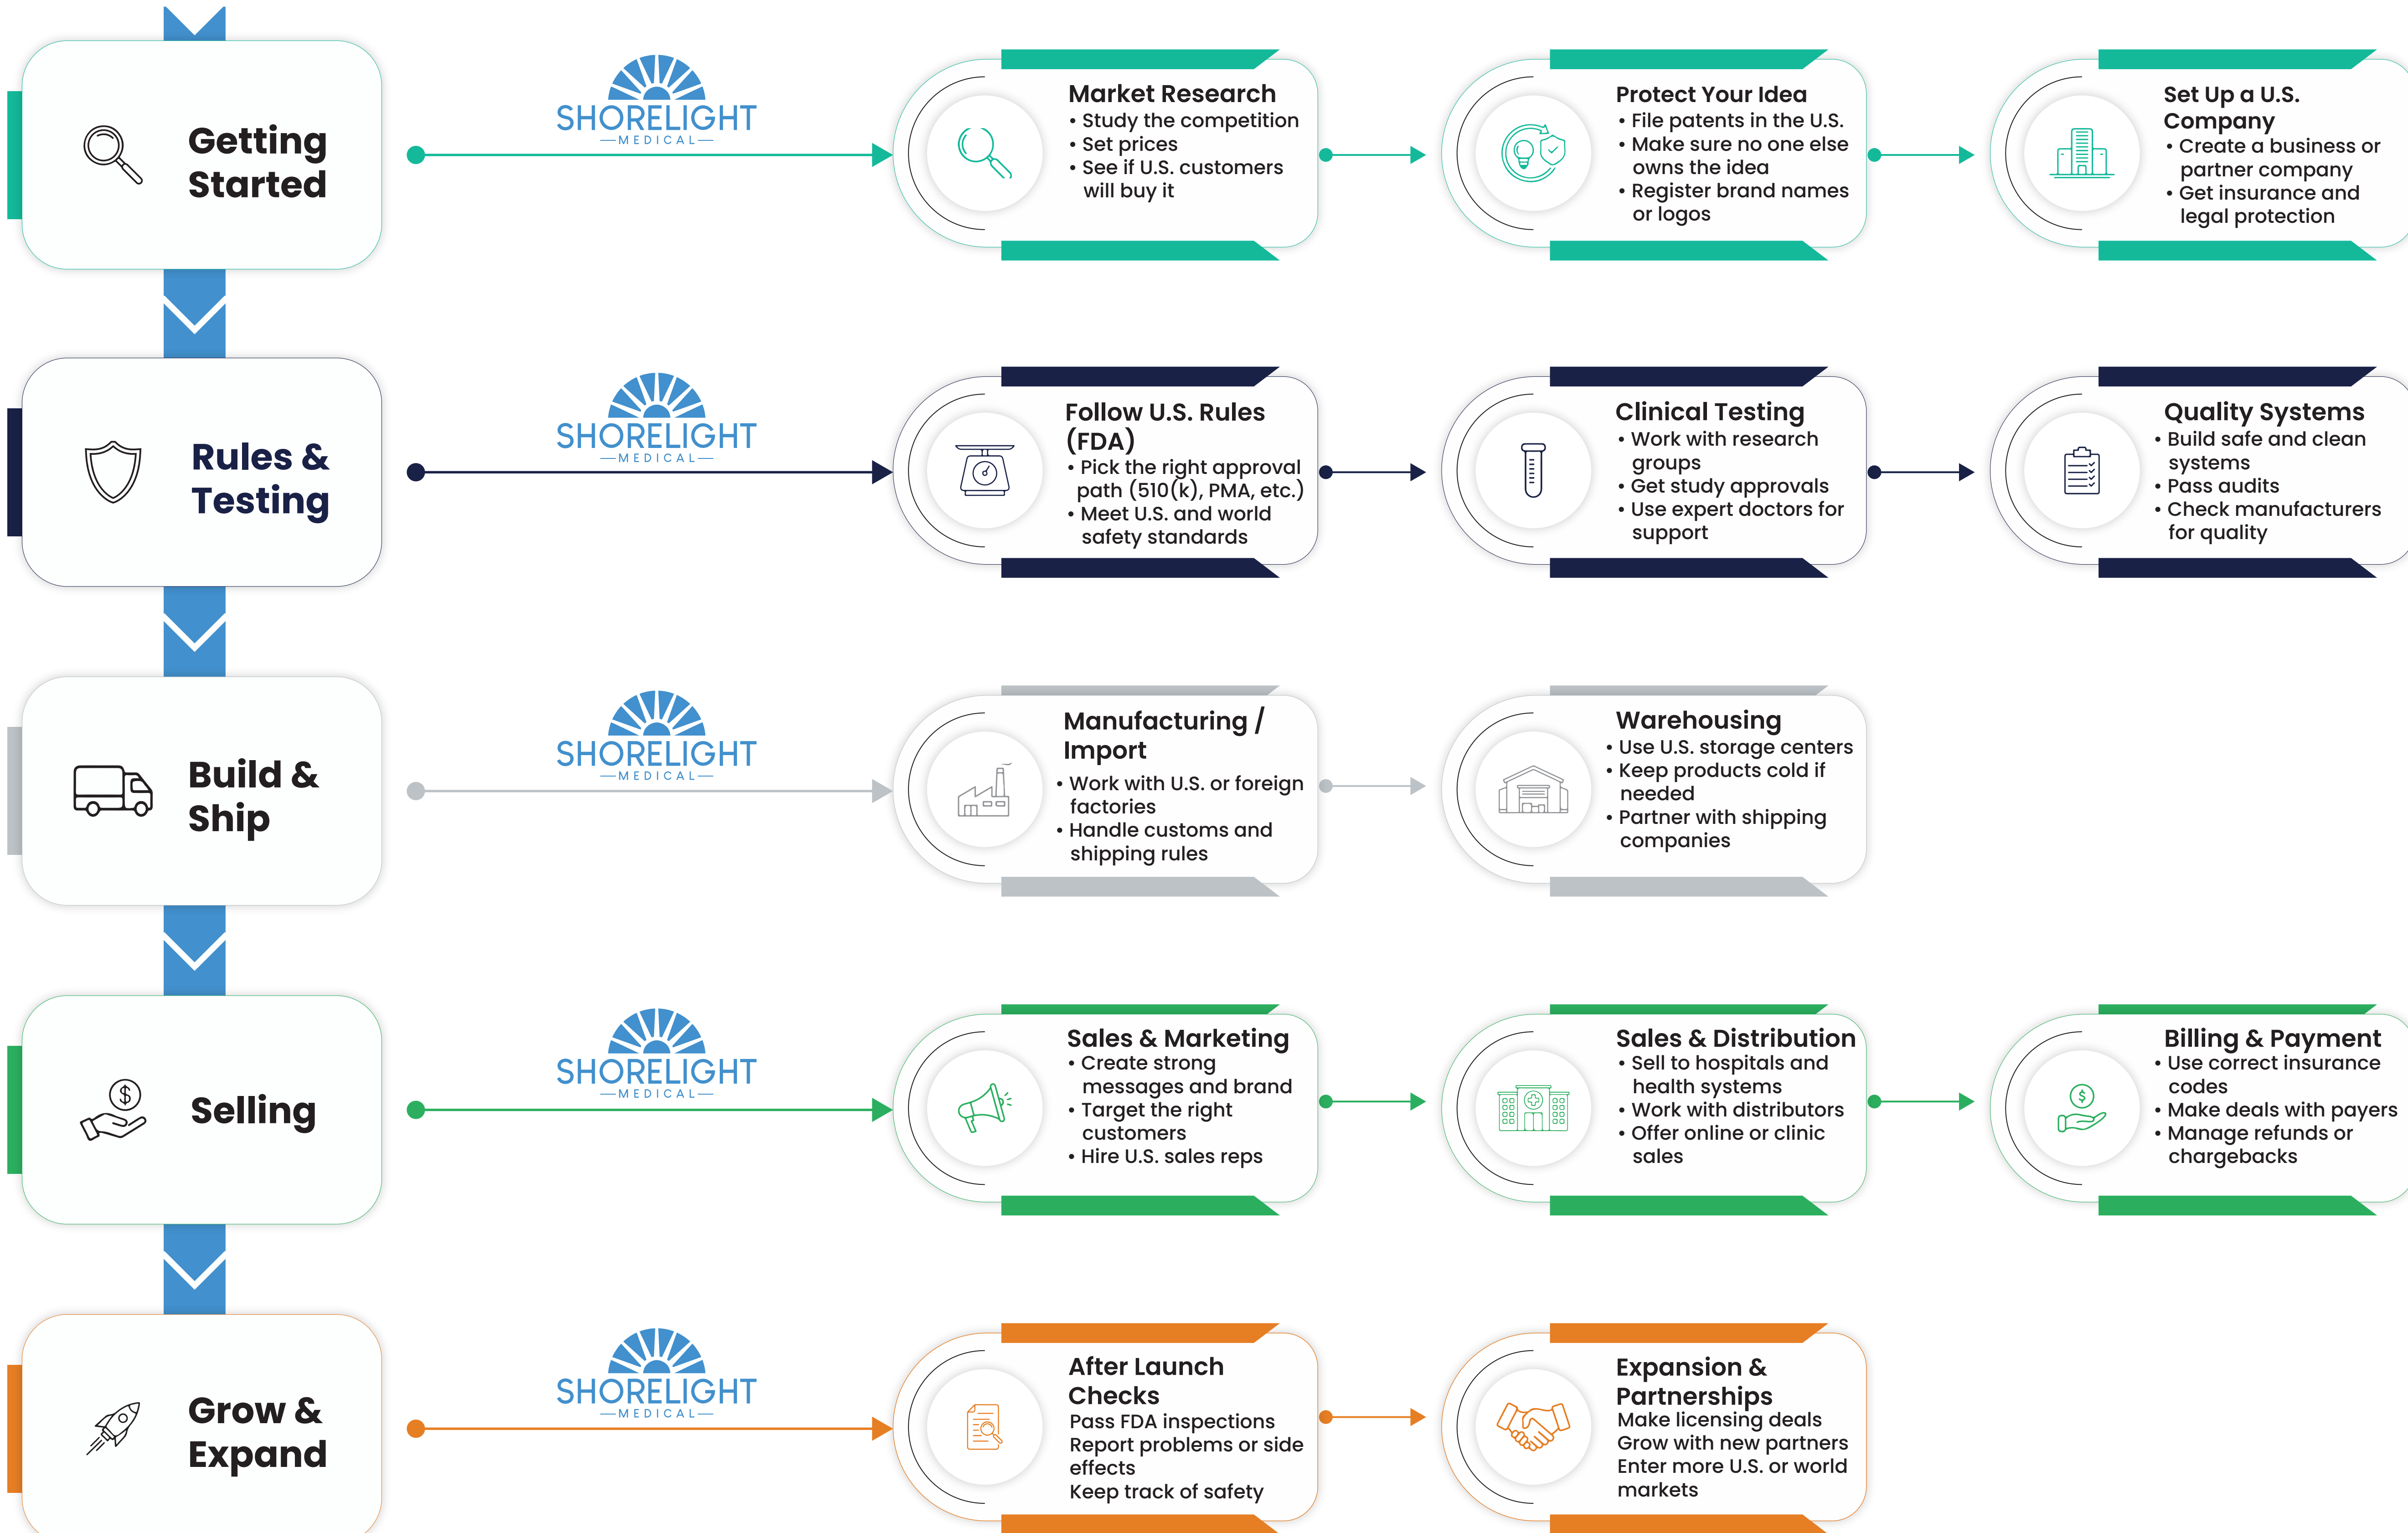 Getting
Started
SHORELIGHT
MEDICAL
Market Research
• Study the competition
• Set prices
• See if U.S. customers
will buy it
Protect Your Idea
• File patents in the U.S.
• Make sure no one else
owns the idea
• Register brand names
or logos
Set Up a U.S.
Company
• Create a business or
partner company
• Get insurance and
legal protection
Rules &
Testing
SHORELIGHT
MEDICAL
Follow U.S. Rules
(FDA)
• Pick the right approval
path (510(k), PMA, etc.)
• Meet U.S. and world
safety standards
Clinical Testing
• Work with research
groups
• Get study approvals
• Use expert doctors for
support
Quality Systems
• Build safe and clean
systems
• Pass audits
• Check manufacturers
for quality
Build &
Ship
SHORELIGHT
MEDICAL
Manufacturing /
Import
• Work with U.S. or foreign
factories
• Handle customs and
shipping rules
Warehousing
• Use U.S. storage centers
• Keep products cold if
needed
• Partner with shipping
companies
Selling
SHORELIGHT
MEDICAL
Sales & Marketing
• Create strong
messages and brand
• Target the right
customers
• Hire U.S. sales reps
Sales & Distribution
• Sell to hospitals and
health systems
• Work with distributors
• Offer online or clinic
sales
Billing & Payment
• Use correct insurance
codes
• Make deals with payers
• Manage refunds or
chargebacks
Grow &
Expand
SHORELIGHT
MEDICAL
After Launch
Checks
Pass FDA inspections
Report problems or side
effects
Keep track of safety
Expansion &
Partnerships
Make licensing deals
Grow with new partners
Enter more U.S. or world
markets